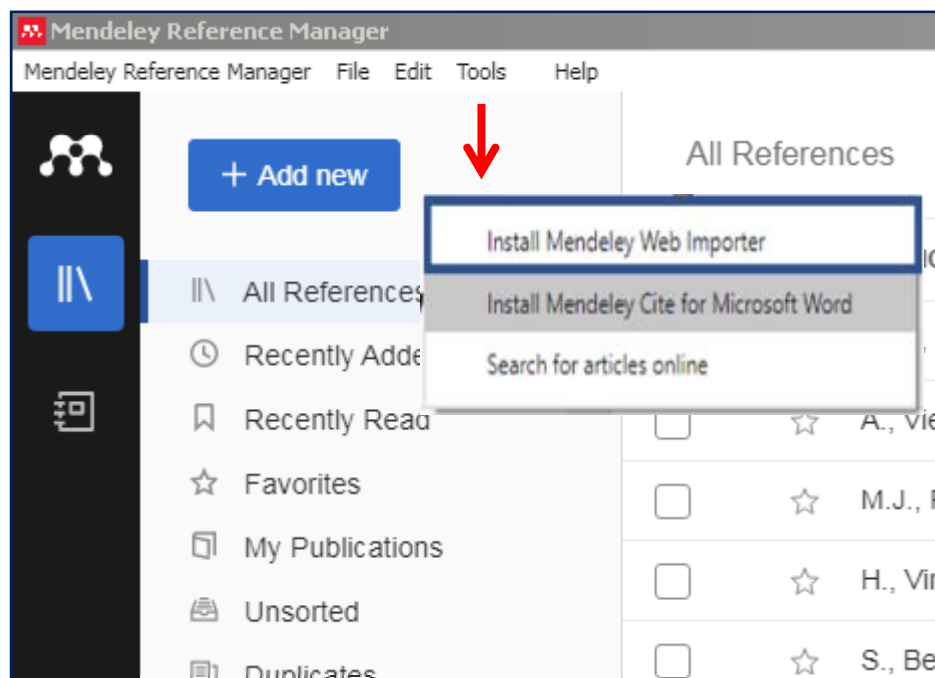 Mendeley Reference Manager
Mendeley Reference Manager File Edit Tools Help
+ Add new
All References
Install Mendeley Web Importer
Install Mendeley Cite for Microsoft Word
Search for articles online
All References
Recently Adde
Recently Read
Favorites
My Publications
Unsorted
Duplicates
A., Vie
M.J.,
H., Vir
S., Be